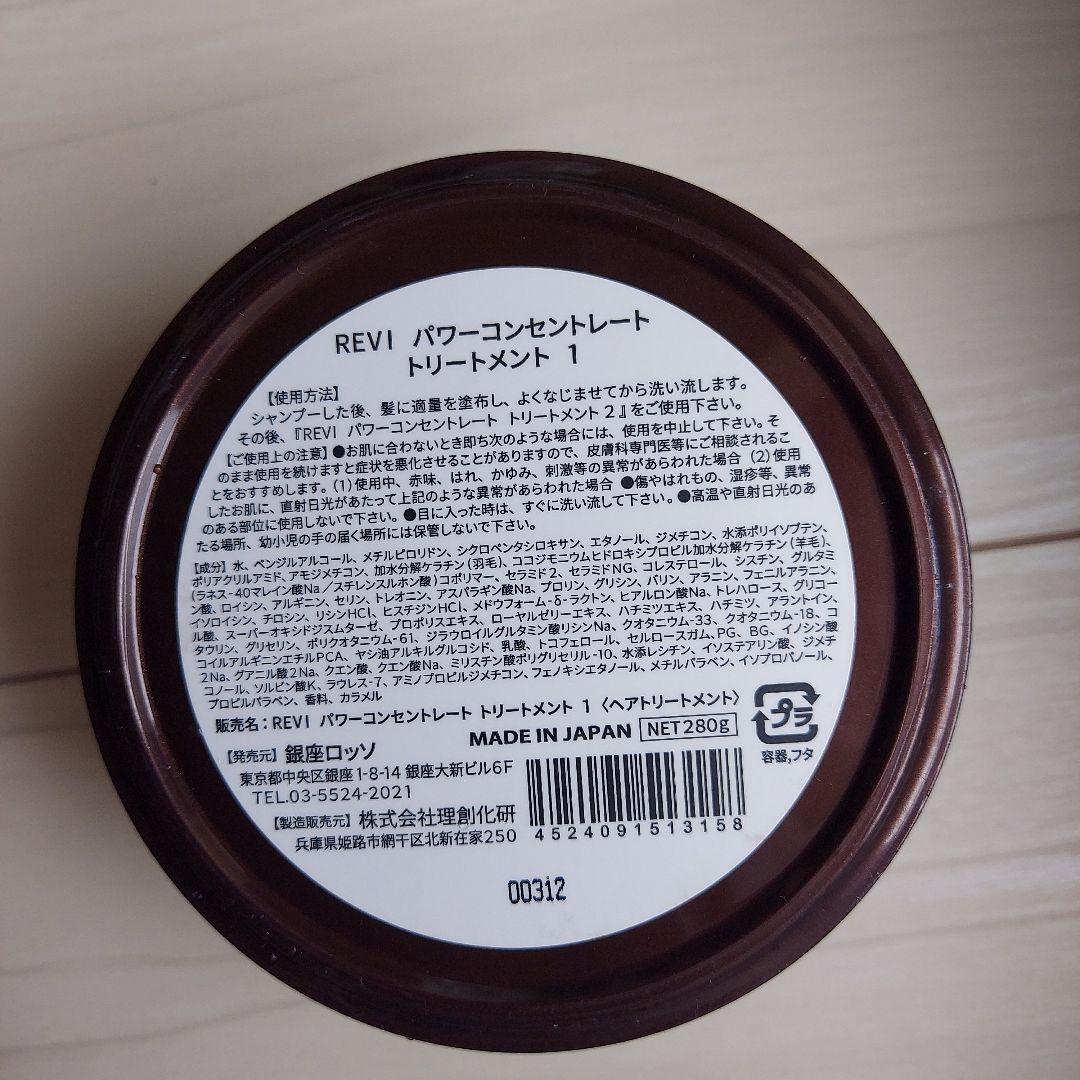 REVI パワーコンセントレート
トリートメント 1
【使用方法】
シャンプーした後、髪に適量を塗布し、よくなじませてから洗い流します。
その後、『REVI パワーコンセントレート トリートメント2』をご使用下さい。
【ご使用上の注意】●お肌に合わないとき即ち次のような場合には、使用を中止して下さい。そ
のまま使用を続けますと症状を悪化させることがありますので、皮膚科専門医等にご相談されるこ
とをおすすめします。(1)使用中、赤味、はれ、かゆみ、刺激等の異常があらわれた場合 (2)使用
したお肌に、直射日光があたって上記のような異常があらわれた場合 ●傷やはれもの、湿疹等、異常
のある部位に使用しないで下さい。●目に入った時は、すぐに洗い流して下さい。●高温や直射日光のあ
たる場所、幼小児の手の届く場所には保管しないで下さい。
【成分】水、ベンジルアルコール、メチルピロリドン、シクロペンタシロキサン、エタノール、ジメチコン、水添ポリイソブテン、
ポリアクリルアミド、アモジメチコン、加水分解ケラチン(羽毛)、ココジモニウムヒドロキシプロピル加水分解ケラチン(羊毛)、
(ラネス-40マレイン酸Na/スチレンスルホン酸)コポリマー、セラミド2、セラミドNG、コレステロール、シスチン、グルタミ
ン酸、ロイシン、アルギニン、セリン、トレオニン、アスパラギン酸Na、プロリン、グリシン、バリン、アラニン、フェニルアラニン、
イソロイシン、チロシン、リシンHCl、ヒスチジンHCl、メドウフォーム-δ-ラクトン、ヒアルロン酸Na、トレハロース、グリコー
ル酸、スーパーオキシドジスムターゼ、プロポリスエキス、ローヤルゼリーエキス、ハチミツエキス、ハチミツ、アラントイン、
タウリン、グリセリン、ポリクオタニウム-61、ジラウロイルグルタミン酸リシンNa、クオタニウム-33、クオタニウム-18、コ
コイルアルギニンエチルPCA、ヤシ油アルキルグルコシド、乳酸、トコフェロール、セルロースガム、PG、BG、イノシン酸
2Na、グアニル酸2Na、クエン酸、クエン酸Na、ミリスチン酸ポリグリセリル-10、水添レシチン、イソステアリン酸、ジメチ
コノール、ソルビン酸K、ラウレス-7、アミノプロピルジメチコン、フェノキシエタノール、メチルパラベン、イソプロパノール、
プロピルパラベン、香料、カラメル
販売名：REVI パワーコンセントレート トリートメント 1〈ヘアトリートメント〉
MADE IN JAPAN NET280g
プラ
容器,フタ
【発売元】銀座ロッソ
東京都中央区銀座1-8-14 銀座大新ビル6F
TEL.03-5524-2021
【製造販売元】株式会社理創化研
兵庫県姫路市網干区北新在家250
4524091513158
00312